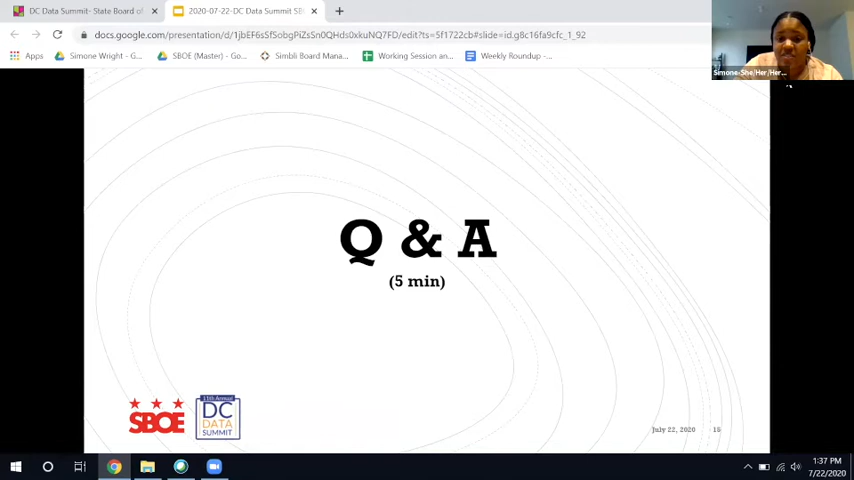 DC Data Summit- State Board of
2020-07-22-DC Data Summit SB
docs.google.com/presentation/d/1jbEF6sSfSobgPiZsSn0QHds0xkuNQ7FD/edit?ts=5f1722cb#slide=id.g8c16fa9cfc_1_92
Apps
Simone Wright - G...
SBOE (Master) - Go...
Simbli Board Mana...
Working Session an...
Weekly Roundup -...
Simone-She/Her/Her...
Q & A
(5 min)
SBOE
11th Annual
DC
DATA
SUMMIT
July 22, 2020
15
1:37 PM
7/22/2020